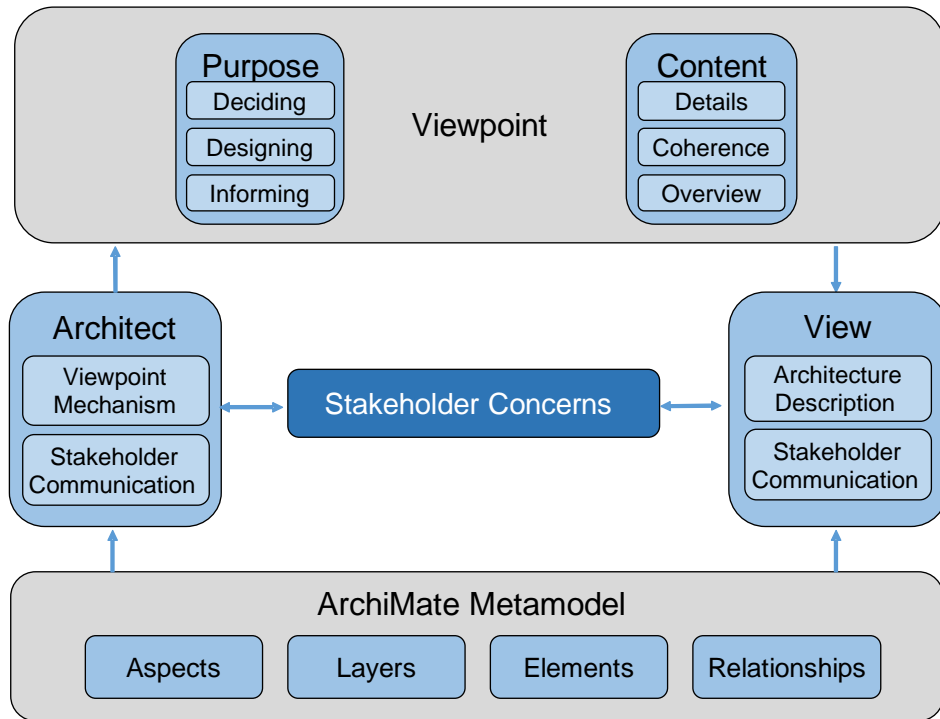 Purpose
Deciding
Designing
Informing
Viewpoint
Content
Details
Coherence
Overview
Architect
Viewpoint
Mechanism
Stakeholder
Communication
Stakeholder Concerns
View
Architecture
Description
Stakeholder
Communication
ArchiMate Metamodel
Aspects
Layers
Elements
Relationships